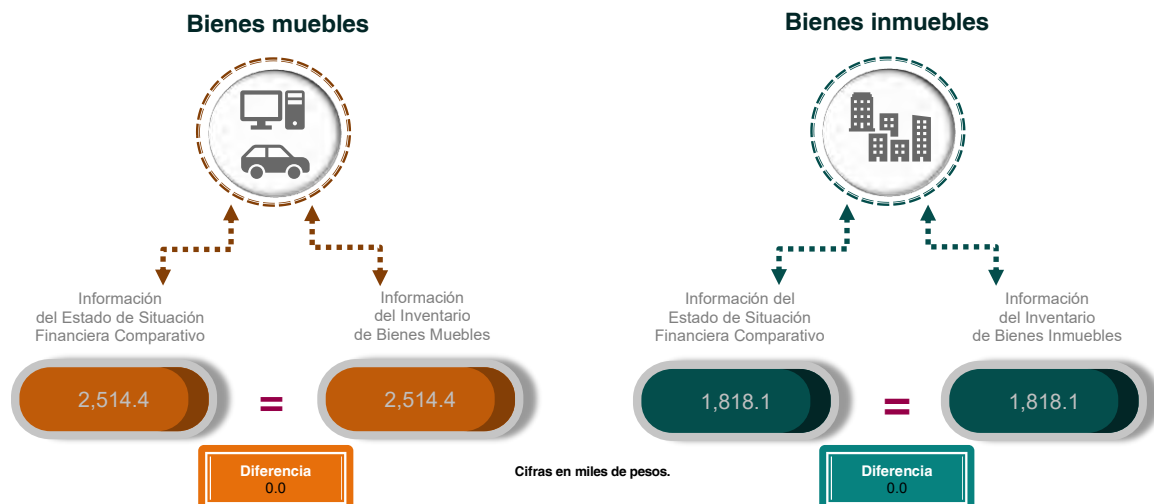 Bienes muebles
Información
del Estado de Situación
Financiera Comparativo
2,514.4
=
Información
del Inventario
de Bienes Muebles
2,514.4
Diferencia
0.0
Cifras en miles de pesos.
Bienes inmuebles
Información del
Estado de Situación
Financiera Comparativo
1,818.1
=
Información
del Inventario
de Bienes Inmuebles
1,818.1
Diferencia
0.0